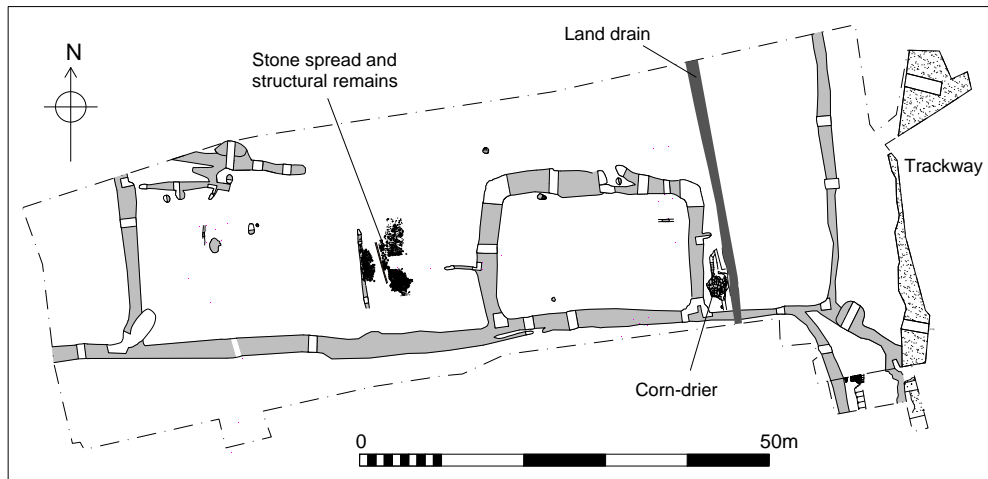 Land drain
N
Stone spread and
structural remains
Trackway
Corn-drier
0
50m